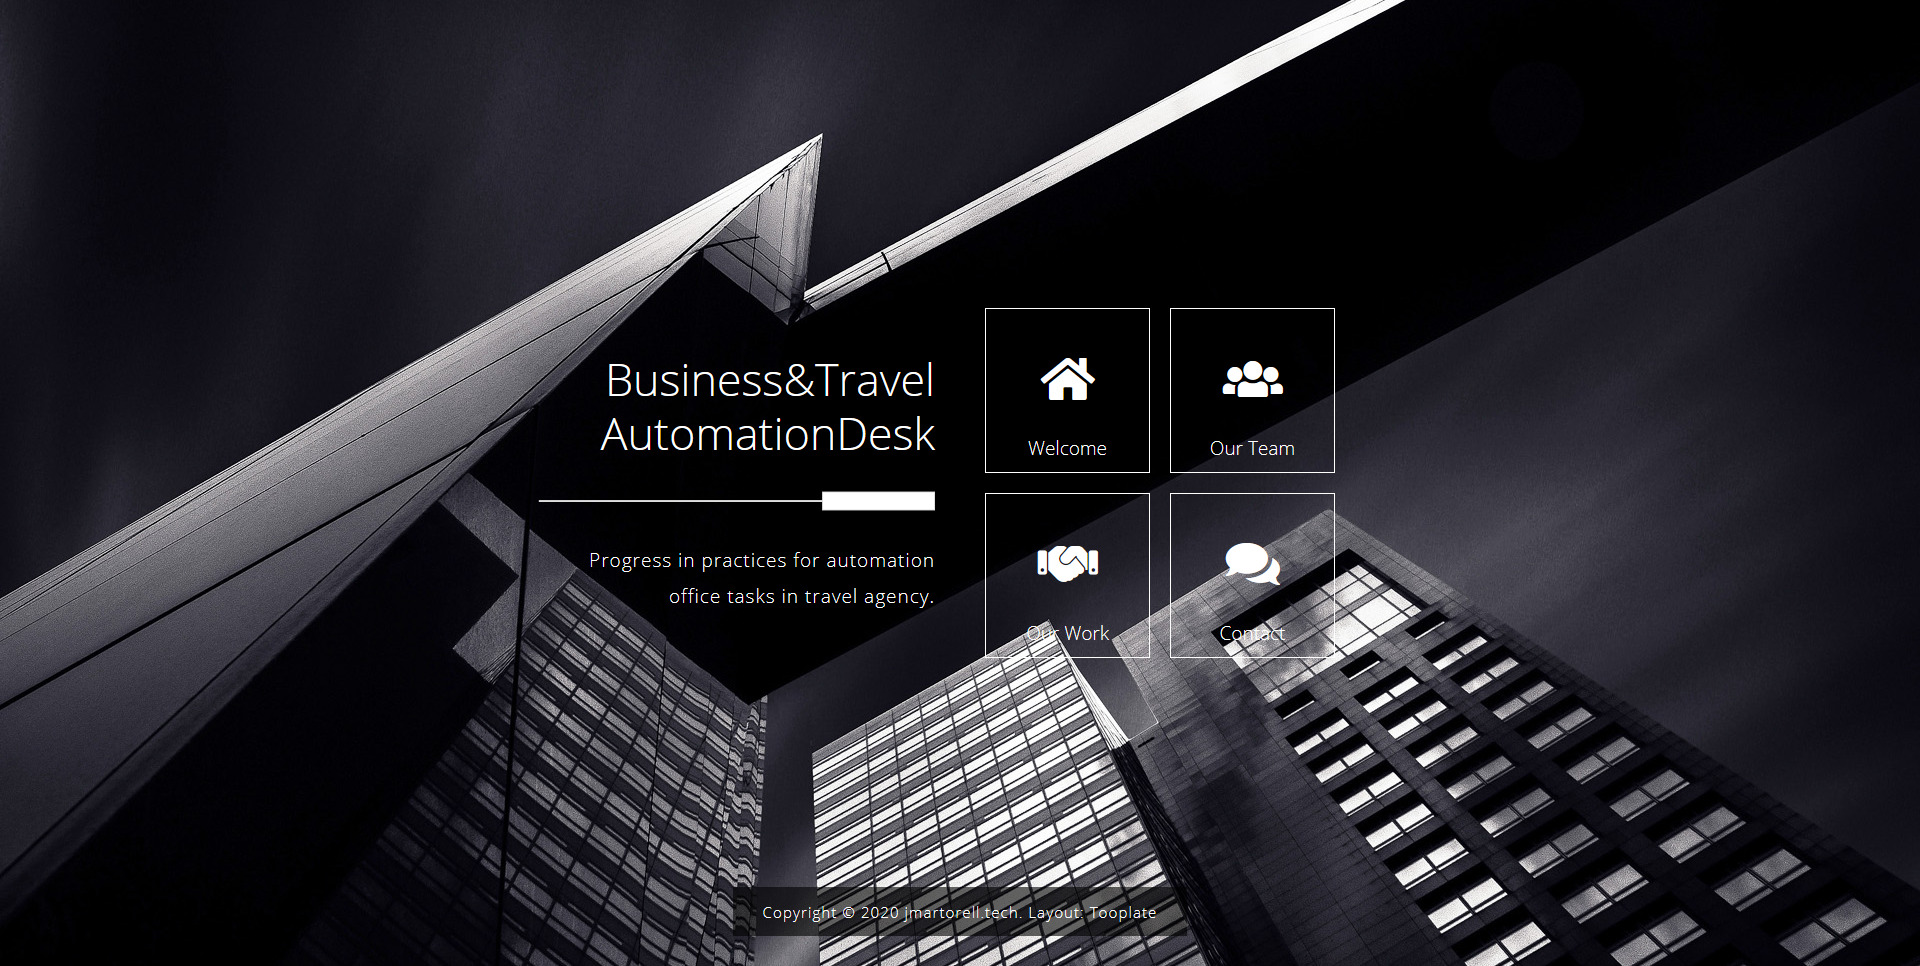 Business&Travel
AutomationDesk
Progress in practices for automation
office tasks in travel agency.
Welcome
Our Team
Our Work
Contact
Copyright © 2020 jmartorell.tech. Layout: Tooplate